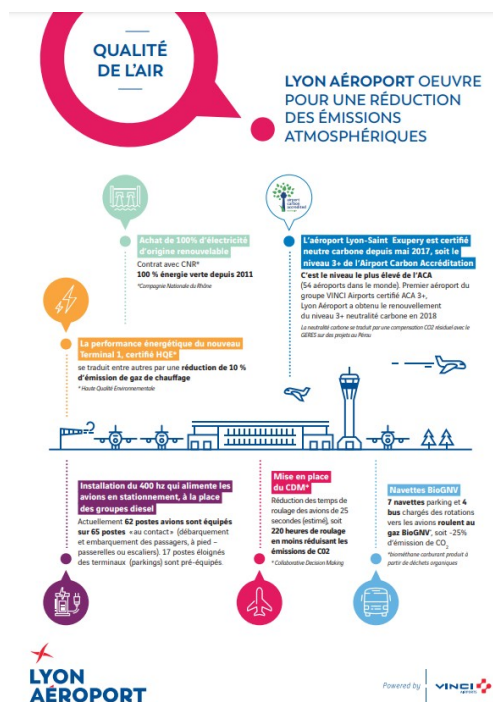 QUALITÉ
DE L'AIR
LYON AÉROPORT OEUVRE
POUR UNE RÉDUCTION
DES ÉMISSIONS
ATMOSPHÉRIQUES
airport
carbon
accredited
Achat de 100% d'électricité
d'origine renouvelable
Contrat avec CNR*
100 % énergie verte depuis 2011
*Compagnie Nationale du Rhône
L'aéroport Lyon-Saint Exupery est certifié
neutre carbone depuis mai 2017, soit le
niveau 3+ de l'Airport Carbon Accréditation
C'est le niveau le plus élevé de l'ACA
(54 aéroports dans le monde). Premier aéroport du
groupe VINCI Airports certifié ACA 3+,
Lyon Aéroport a obtenu le renouvellement
du niveau 3+ neutralité carbone en 2018
La neutralité carbone se traduit par une compensation CO2 résiduel avec le
GERES sur des projets au Pérou
La performance énergétique du nouveau
Terminal 1, certifié HQE*
se traduit entre autres par une réduction de 10 %
d'émission de gaz de chauffage
* Haute Qualité Environnementale
Installation du 400 hz qui alimente les
avions en stationnement, à la place
des groupes diesel
Actuellement 62 postes avions sont équipés
sur 65 postes «au contact» (débarquement
et embarquement des passagers, à pied –
passerelles ou escaliers). 17 postes éloignés
des terminaux (parkings) sont pré-équipés.
Mise en place
du CDM*
Réduction des temps de
roulage des avions de 25
secondes (estimé), soit
220 heures de roulage
en moins réduisant les
émissions de C02
* Collaborative Decision Making
Navettes BioGNV
7 navettes parking et 4
bus chargés des rotations
vers les avions roulent au
gaz BioGNV*, soit -25%
d'émission de CO2
*biométhane carburant produit à
partir de déchets organiques
LYON
AÉROPORT
Powered by
VINCI
AIRPORTS